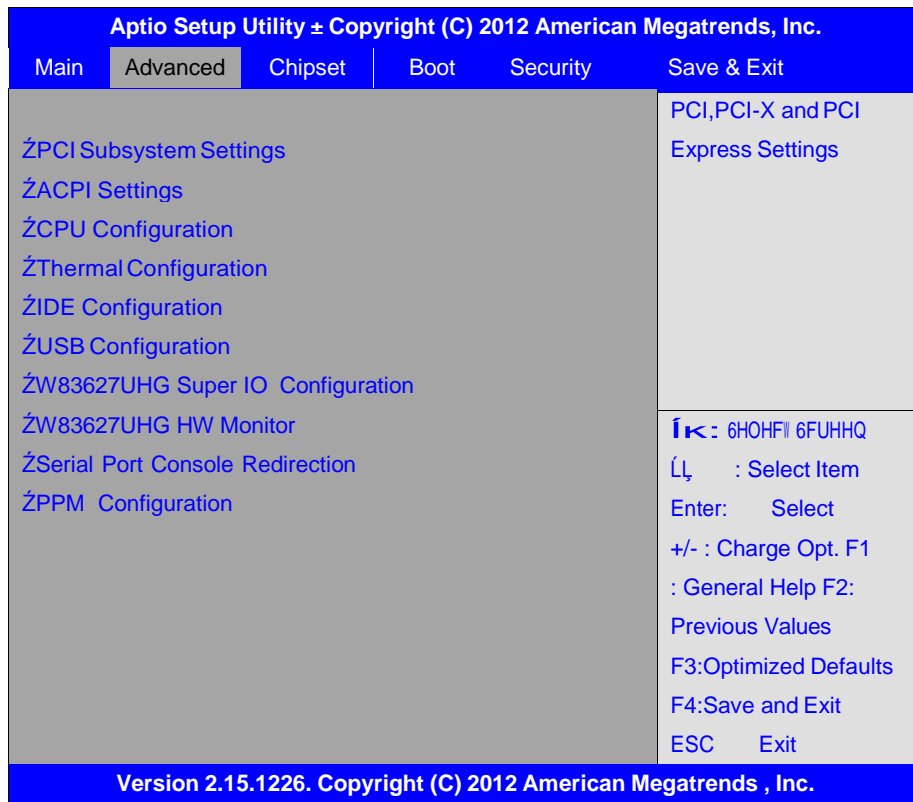 Aptio Setup Utility ± Copyright (C) 2012 American Megatrends, Inc.
Main Advanced Chipset Boot Security Save & Exit
PCI,PCI-X and PCI
Express Settings
ŹPCI Subsystem Settings
ŹACPI Settings
ŹCPU Configuration
ŹThermal Configuration
ŹIDE Configuration
ŹUSB Configuration
ŹW83627UHG Super IO Configuration
ŹW83627UHG HW Monitor
ŹSerial Port Console Redirection
ŹPPM Configuration
: 6HOHF 6FUHHQ
ĹĻ : Select Item
Enter: Select
+/- : Charge Opt. F1
: General Help F2:
Previous Values
F3:Optimized Defaults
F4:Save and Exit
ESC Exit
Version 2.15.1226. Copyright (C) 2012 American Megatrends , Inc.